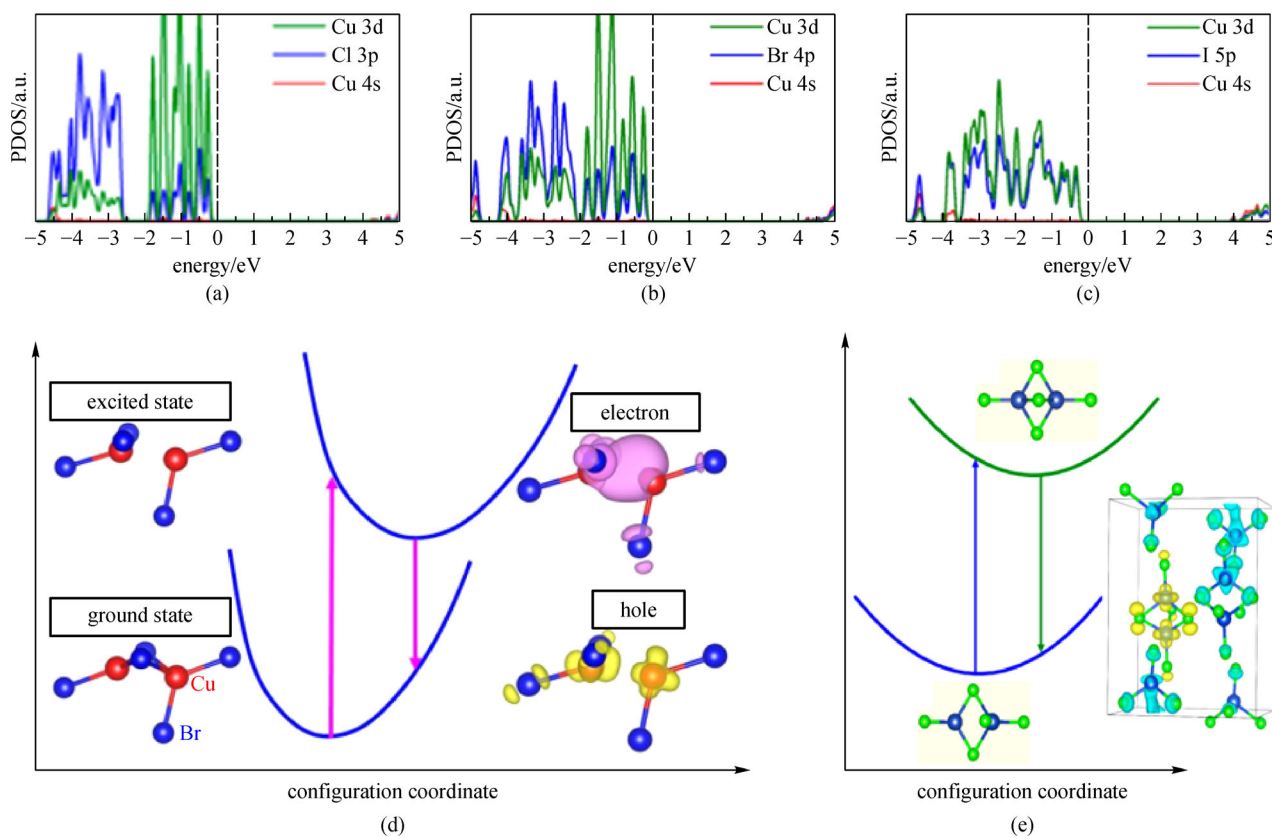 Cu 3d
Cl 3p
Cu 4s
PDOS/a.u.
−5 −4 −3 −2 −1 0 1 2 3 4 5
energy/eV
(a)
Cu 3d
Br 4p
Cu 4s
PDOS/a.u.
−5 −4 −3 −2 −1 0 1 2 3 4 5
energy/eV
(b)
Cu 3d
I 5p
Cu 4s
PDOS/a.u.
−5 −4 −3 −2 −1 0 1 2 3 4 5
energy/eV
(c)
excited state
electron
ground state
hole
Cu
Br
configuration coordinate
(d)
configuration coordinate
(e)